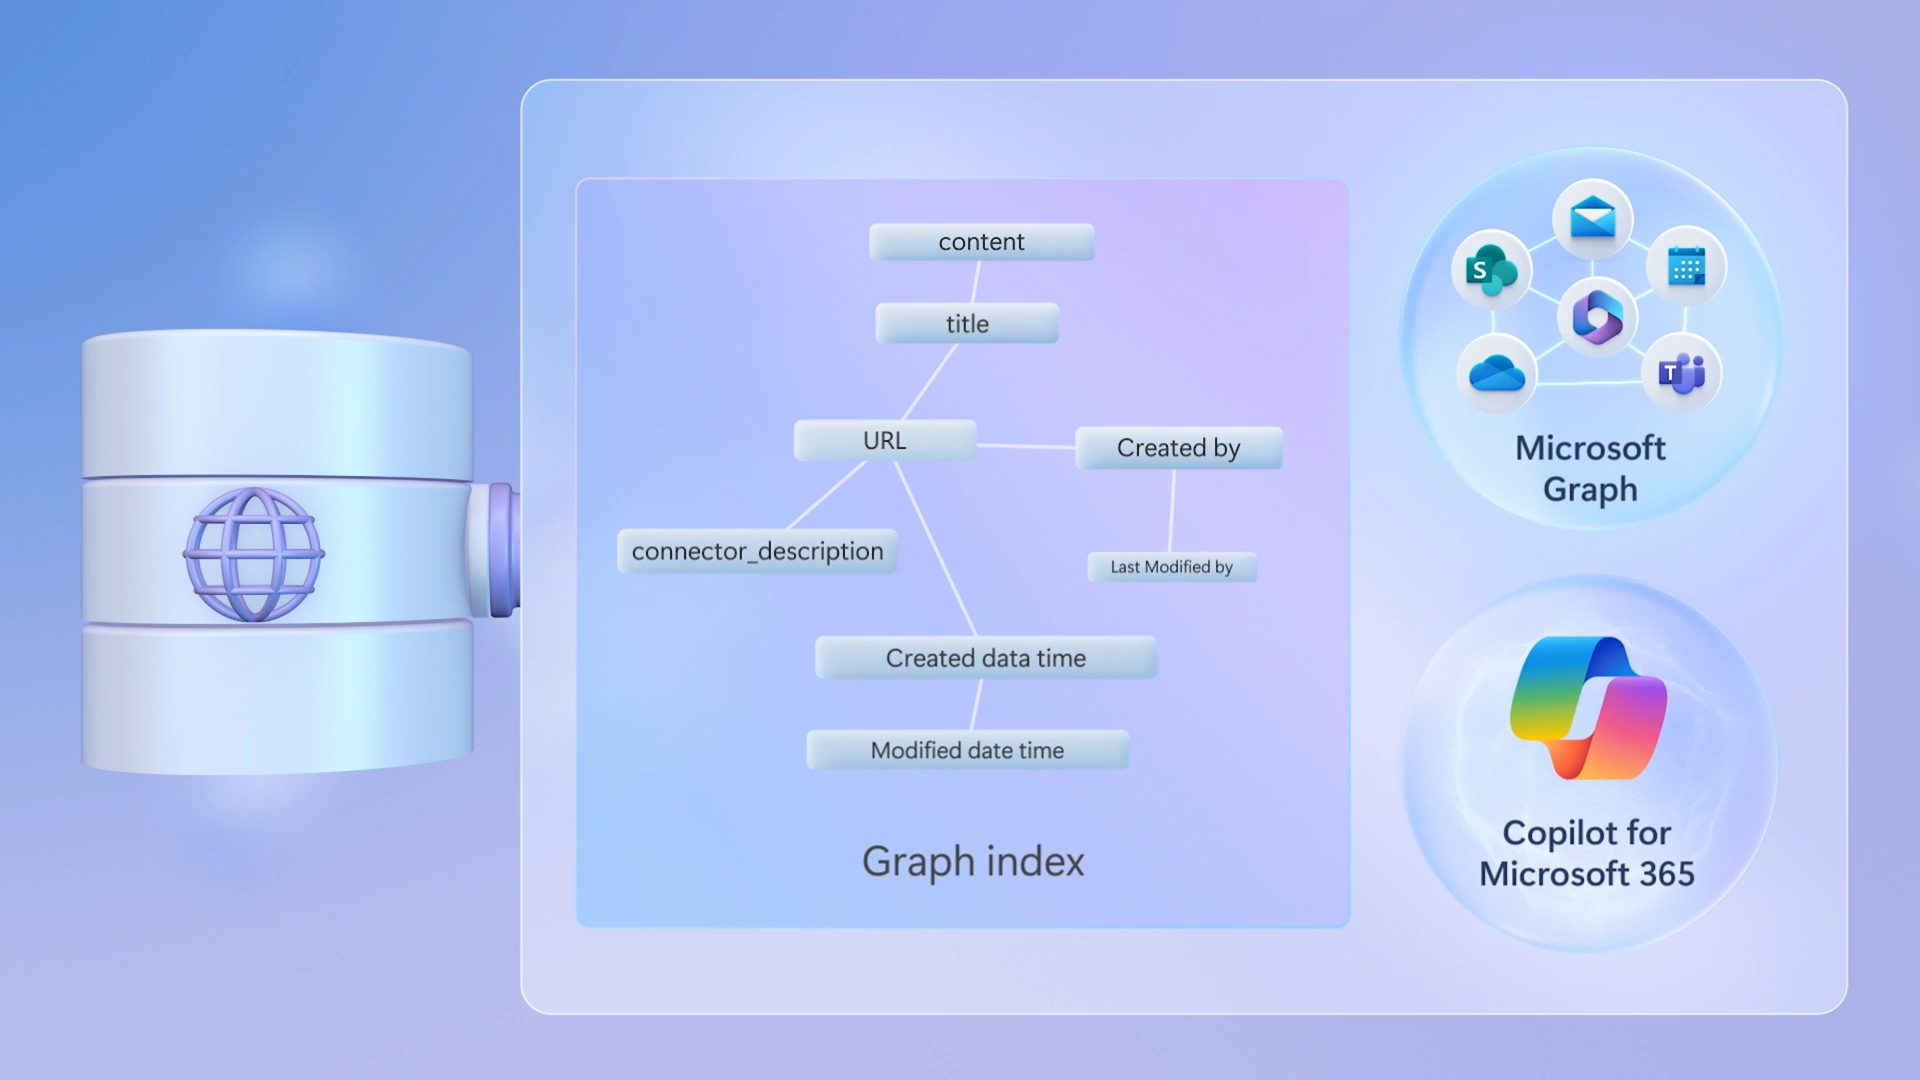 content
title
URL
Created by
connector_description
Last Modified by
Created data time
Modified date time
Graph index
S
T
Microsoft
Graph
Copilot for
Microsoft 365